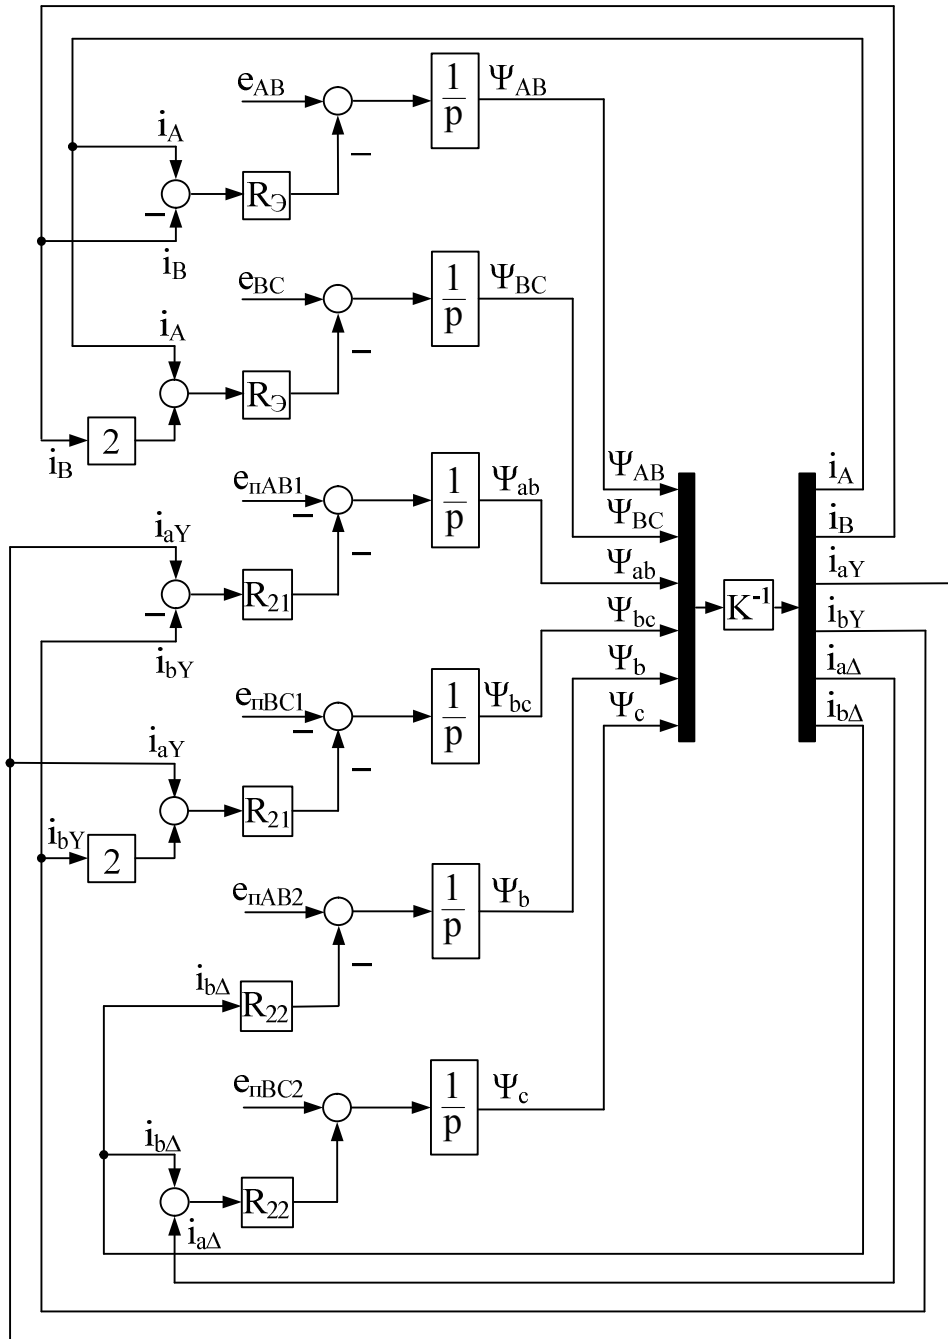 e_AB
1/p
Ψ_AB
i_A
–
R_Э
–
i_B
e_BC
1/p
Ψ_BC
i_A
–
R_Э
i_B
2
e_пAB1
–
1/p
Ψ_ab
i_aY
–
R_21
–
i_bY
e_пBC1
–
1/p
Ψ_bc
i_aY
–
R_21
i_bY
2
e_пAB2
1/p
Ψ_b
–
i_bΔ
R_22
e_пBC2
1/p
Ψ_c
i_bΔ
R_22
i_aΔ
Ψ_AB
Ψ_BC
Ψ_ab
Ψ_bc
Ψ_b
Ψ_c
K^-1
i_A
i_B
i_aY
i_bY
i_aΔ
i_bΔ